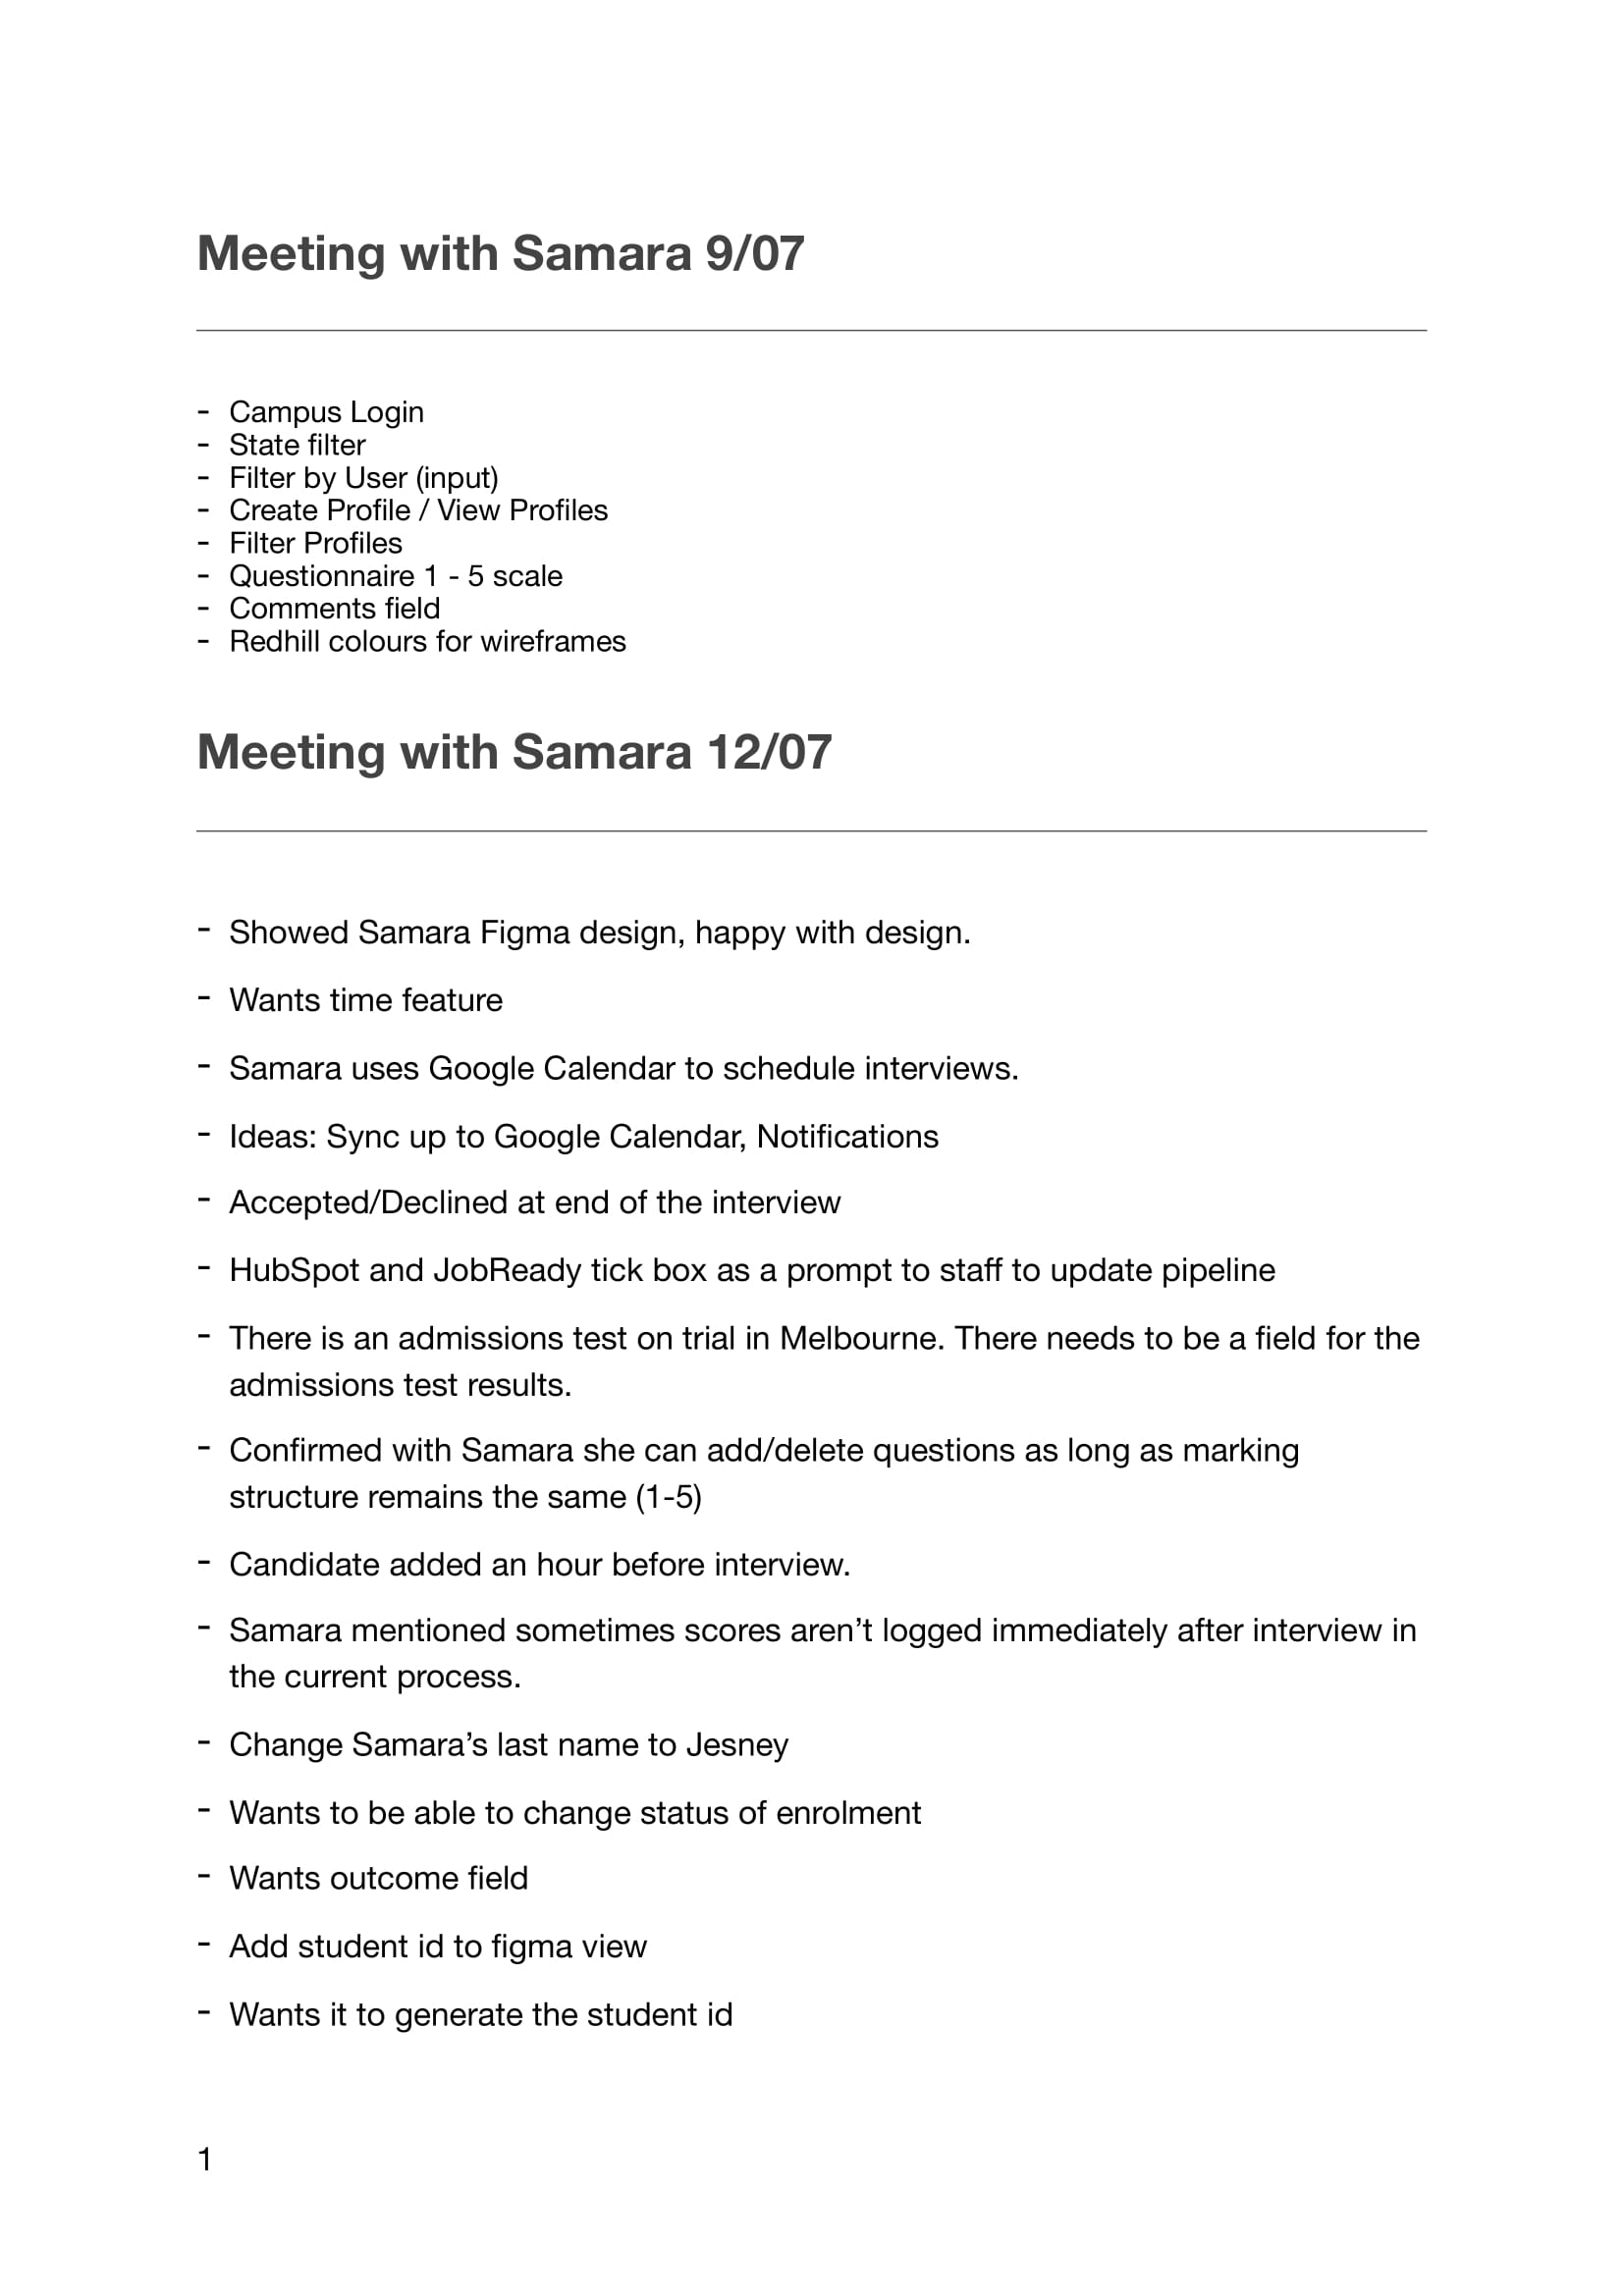 Meeting with Samara 9/07
- Campus Login
- State filter
- Filter by User (input)
- Create Profile / View Profiles
- Filter Profiles
- Questionnaire 1 - 5 scale
- Comments field
- Redhill colours for wireframes
Meeting with Samara 12/07
- Showed Samara Figma design, happy with design.
- Wants time feature
- Samara uses Google Calendar to schedule interviews.
- Ideas: Sync up to Google Calendar, Notifications
- Accepted/Declined at end of the interview
- HubSpot and JobReady tick box as a prompt to staff to update pipeline
- There is an admissions test on trial in Melbourne. There needs to be a field for the
admissions test results.
- Confirmed with Samara she can add/delete questions as long as marking
structure remains the same (1-5)
- Candidate added an hour before interview.
- Samara mentioned sometimes scores aren’t logged immediately after interview in
the current process.
- Change Samara’s last name to Jesney
- Wants to be able to change status of enrolment
- Wants outcome field
- Add student id to figma view
- Wants it to generate the student id
1